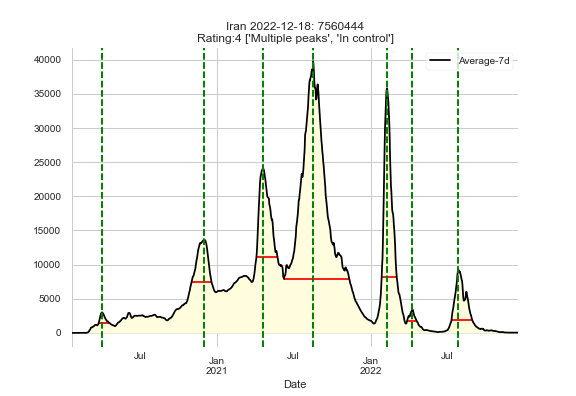 Iran 2022-12-18: 7560444
Rating:4 ['Multiple peaks', 'In control']
Average-7d
40000
35000
30000
25000
20000
15000
10000
5000
0
Jul
Jan
2021
Jul
Jan
2022
Jul
Date